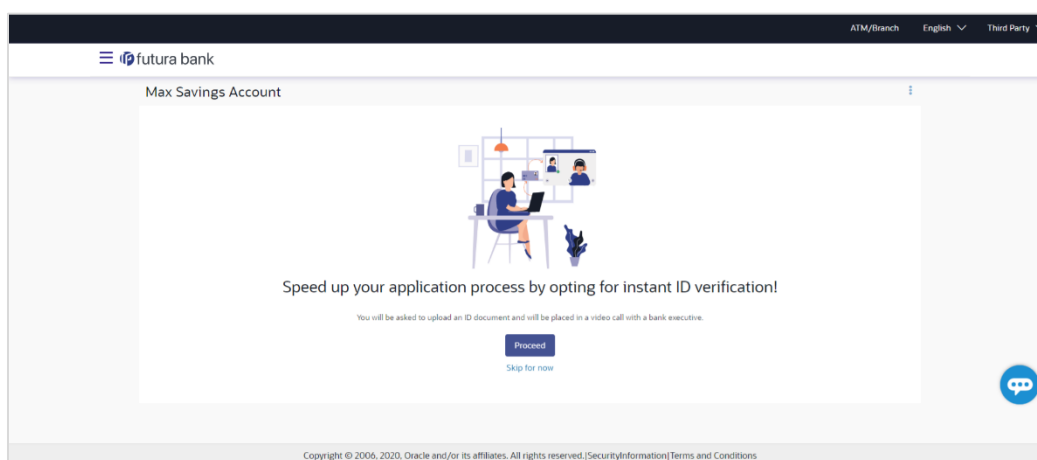 ATM/Branch English Third Party
futura bank
Max Savings Account
Speed up your application process by opting for instant ID verification!
You will be asked to upload an ID document and will be placed in a video call with a bank executive.
Proceed
Skip for now
Copyright © 2006, 2020, Oracle and/or its affiliates. All rights reserved.|SecurityInformation|Terms and Conditions